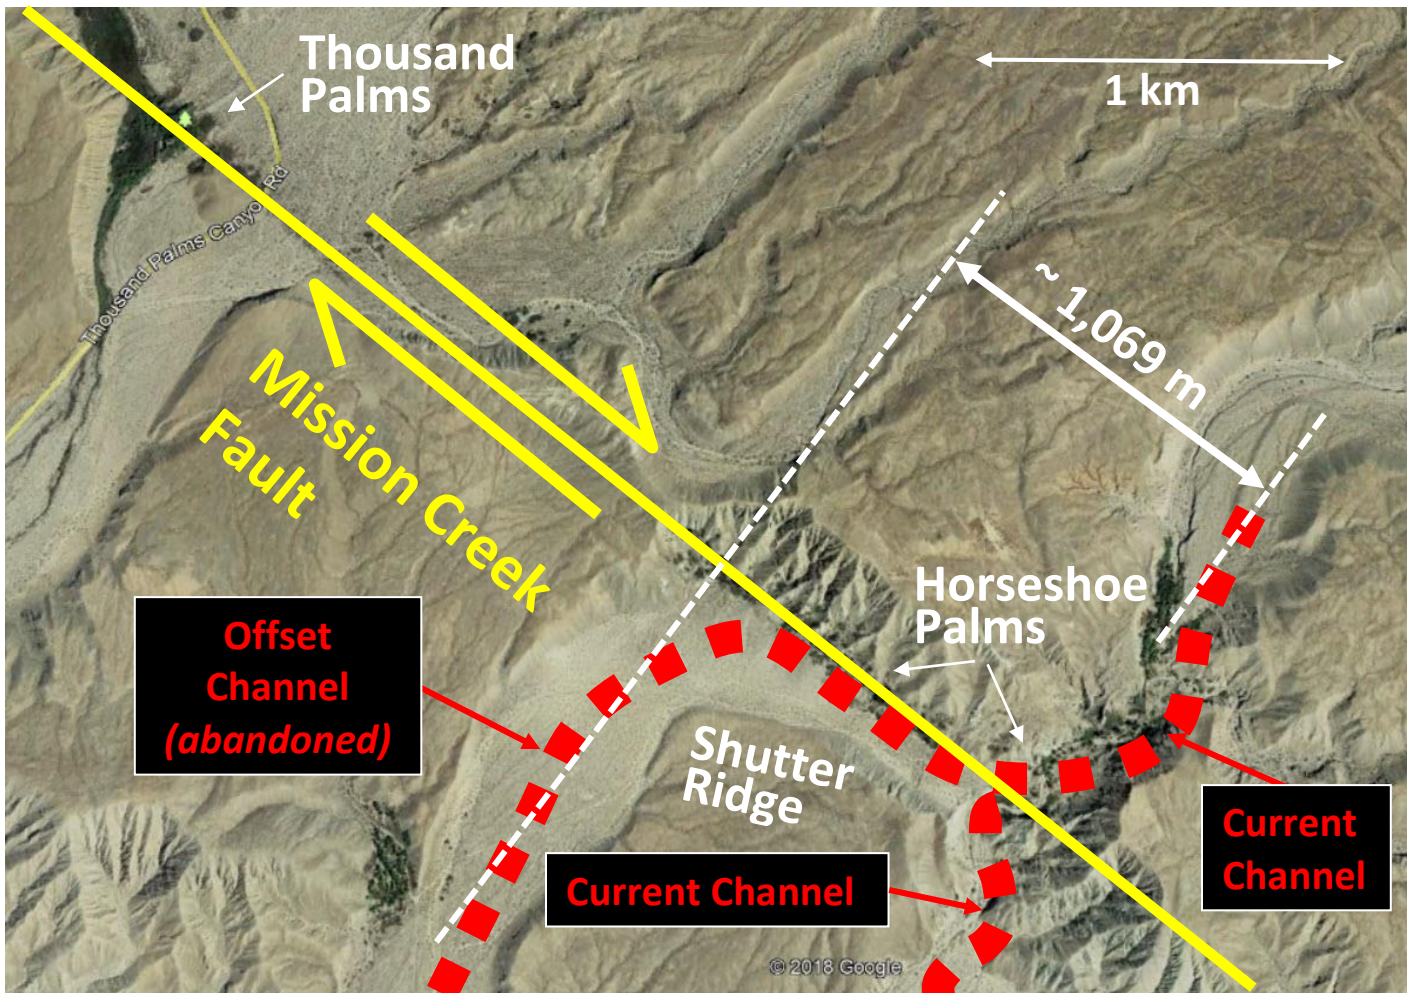 Thousand
Palms
1 km
Thousand Palms Canyon Rd
~ 1,069 m
Mission Creek
Fault
Horseshoe
Palms
Offset
Channel
(abandoned)
Shutter
Ridge
Current
Channel
Current Channel
© 2018 Google